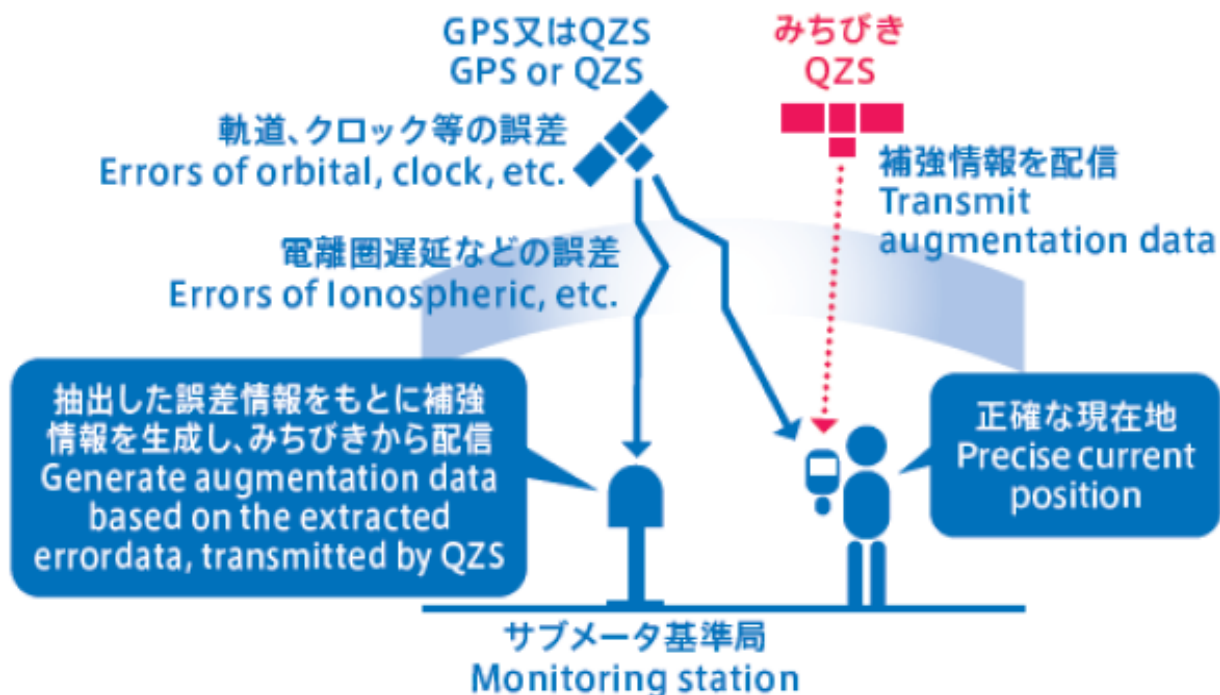 GPS又はQZS
GPS or QZS
みちびき
QZS
軌道、クロック等の誤差
Errors of orbital, clock, etc.
補強情報を配信
Transmit
augmentation data
電離圏遅延などの誤差
Errors of Ionospheric, etc.
抽出した誤差情報をもとに補強
情報を生成し、みちびきから配信
Generate augmentation data
based on the extracted
errordata, transmitted by QZS
正確な現在地
Precise current
position
サブメータ基準局
Monitoring station